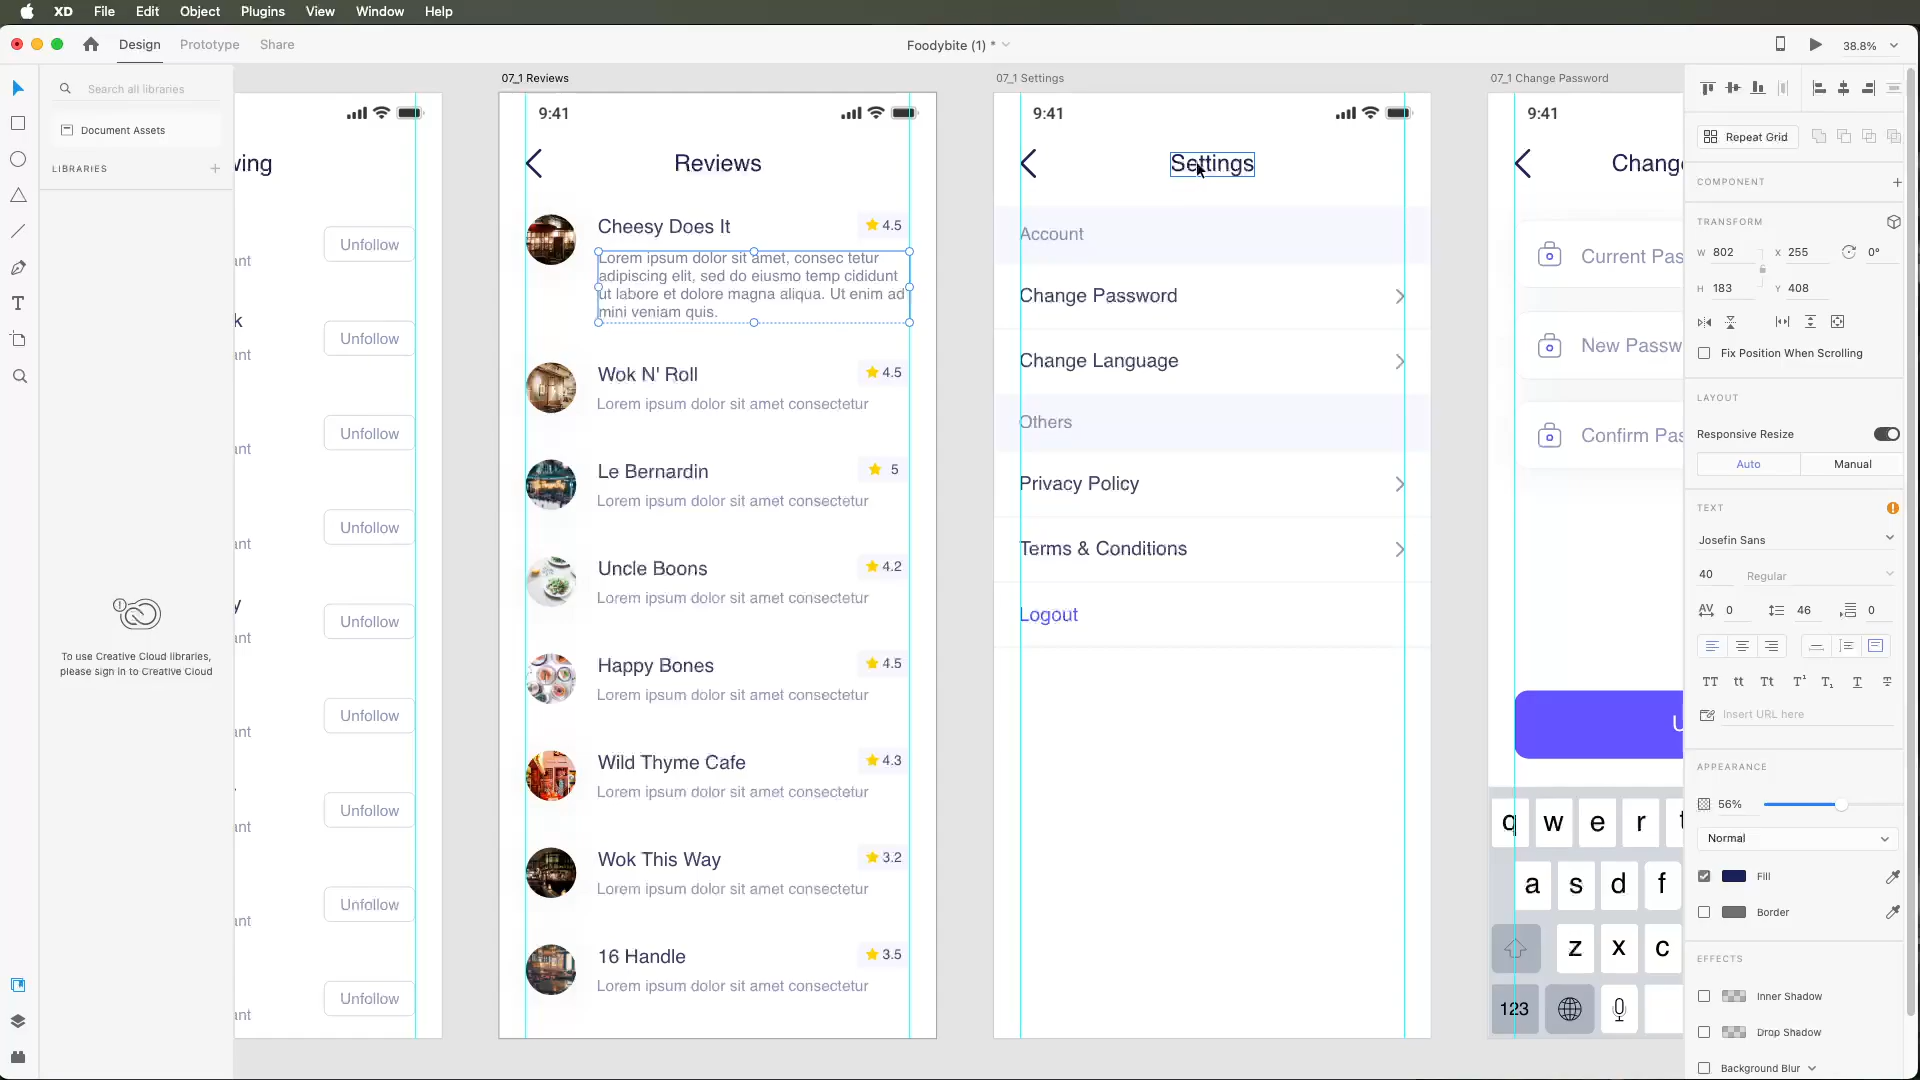 XD File Edit Object Plugins View Window Help
Design Prototype Share
Foodybite (1) *
38.8%
Search all libraries
Document Assets
LIBRARIES
To use Creative Cloud libraries,
please sign in to Creative Cloud
ving
ant
Unfollow
k
ant
Unfollow
ant
Unfollow
ant
Unfollow
y
ant
Unfollow
Unfollow
ant
Unfollow
ant
Unfollow
ant
Unfollow
07_1 Reviews
9:41
Reviews
Cheesy Does It
4.5
Lorem ipsum dolor sit amet, consec tetur
adipiscing elit, sed do eiusmo temp cididunt
ut labore et dolore magna aliqua. Ut enim ad
mini veniam quis.
Wok N' Roll
4.5
Lorem ipsum dolor sit amet consectetur
Le Bernardin
5
Lorem ipsum dolor sit amet consectetur
Uncle Boons
4.2
Lorem ipsum dolor sit amet consectetur
Happy Bones
4.5
Lorem ipsum dolor sit amet consectetur
Wild Thyme Cafe
4.3
Lorem ipsum dolor sit amet consectetur
Wok This Way
3.2
Lorem ipsum dolor sit amet consectetur
16 Handle
3.5
Lorem ipsum dolor sit amet consectetur
07_1 Settings
9:41
Settings
Account
Change Password
Change Language
Others
Privacy Policy
Terms & Conditions
Logout
07_1 Change Password
9:41
Change
Current Pas
New Passw
Confirm Pas
U
q w e r t
a s d f
z x c
123
Repeat Grid
COMPONENT
TRANSFORM
W 802 X 255 0°
H 183 Y 408
Fix Position When Scrolling
LAYOUT
Responsive Resize
Auto Manual
TEXT
Josefin Sans
40 Regular
AV 0 46 0
TT tt Tt T¹ T₁ T T
Insert URL here
APPEARANCE
56%
Normal
Fill
Border
EFFECTS
Inner Shadow
Drop Shadow
Background Blur